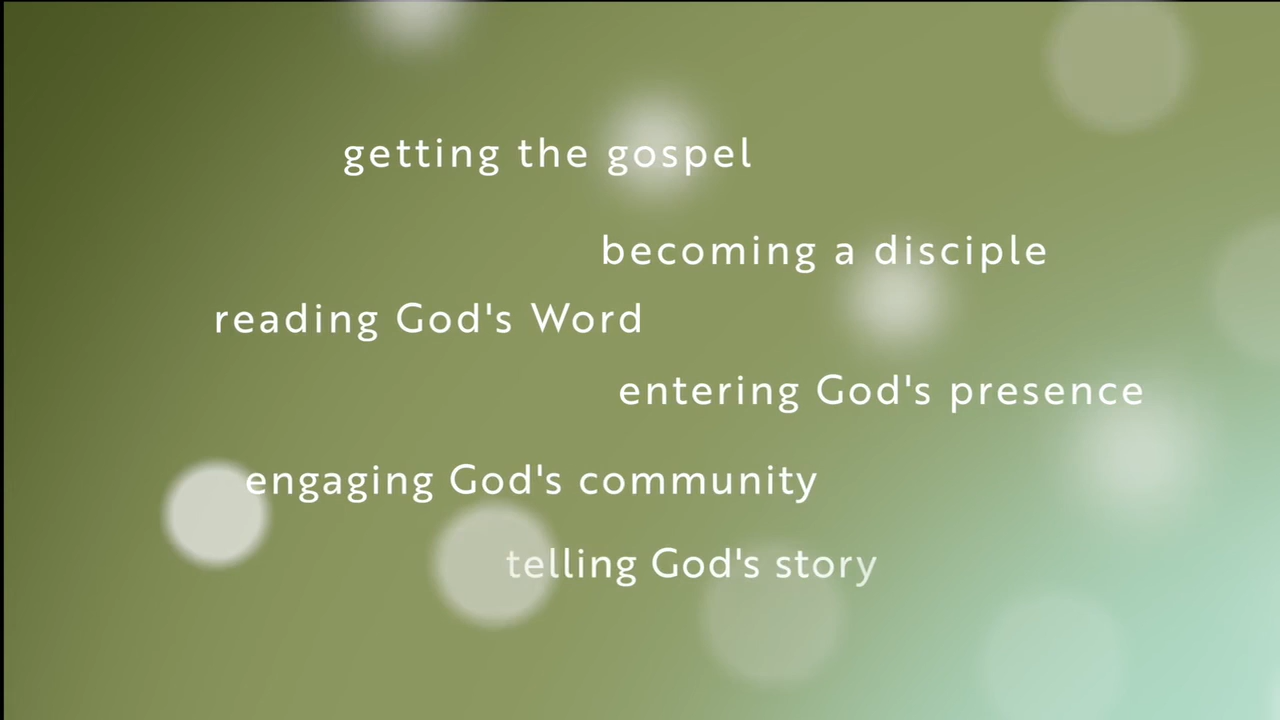 getting the gospel
becoming a disciple
reading God's Word
entering God's presence
engaging God's community
telling God's story